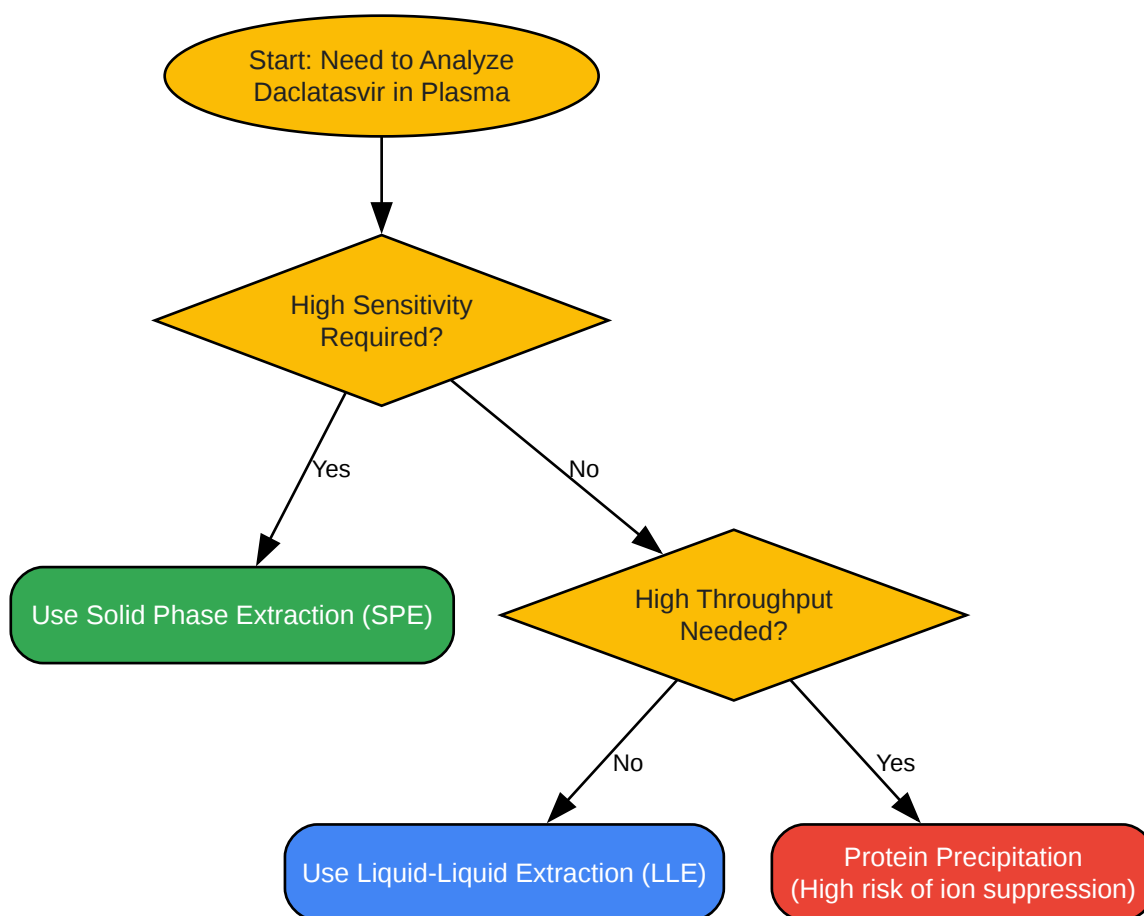 Start: Need to Analyze
Daclatasvir in Plasma
High Sensitivity
Required?
Yes
No
Use Solid Phase Extraction (SPE)
High Throughput
Needed?
No
Yes
Use Liquid-Liquid Extraction (LLE)
Protein Precipitation
(High risk of ion suppression)